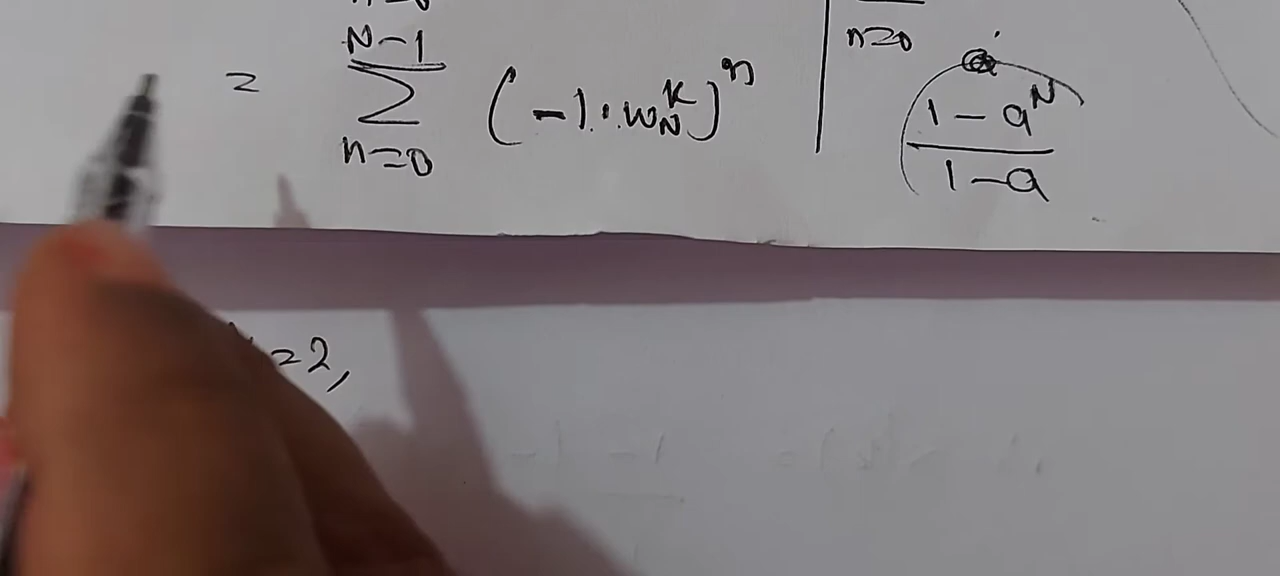 N-1
= Σ (-1. . W_N^K)^n
n=0
n=0
1-a^N
1-a
=2,